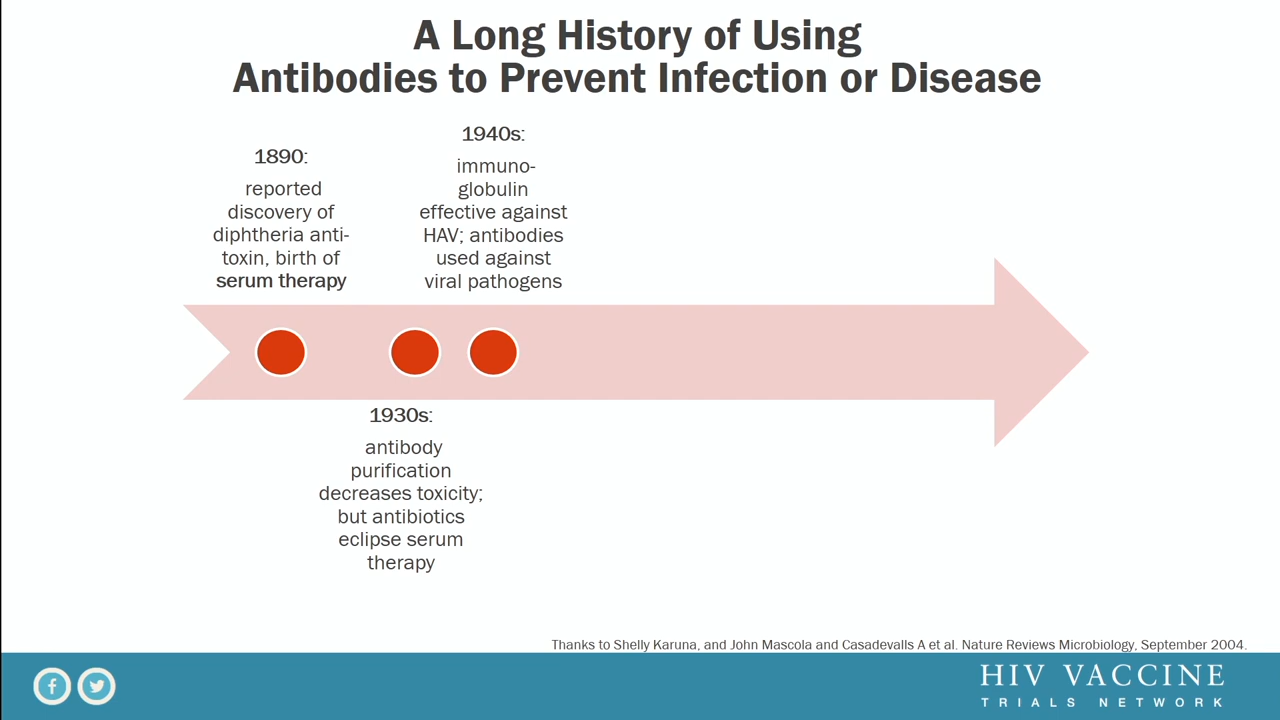 A Long History of Using
Antibodies to Prevent Infection or Disease
1890:
reported
discovery of
diphtheria anti-
toxin, birth of
serum therapy
1940s:
immuno-
globulin
effective against
HAV; antibodies
used against
viral pathogens
1930s:
antibody
purification
decreases toxicity;
but antibiotics
eclipse serum
therapy
Thanks to Shelly Karuna, and John Mascola and Casadevalls A et al. Nature Reviews Microbiology, September 2004.
HIV VACCINE
TRIALS NETWORK